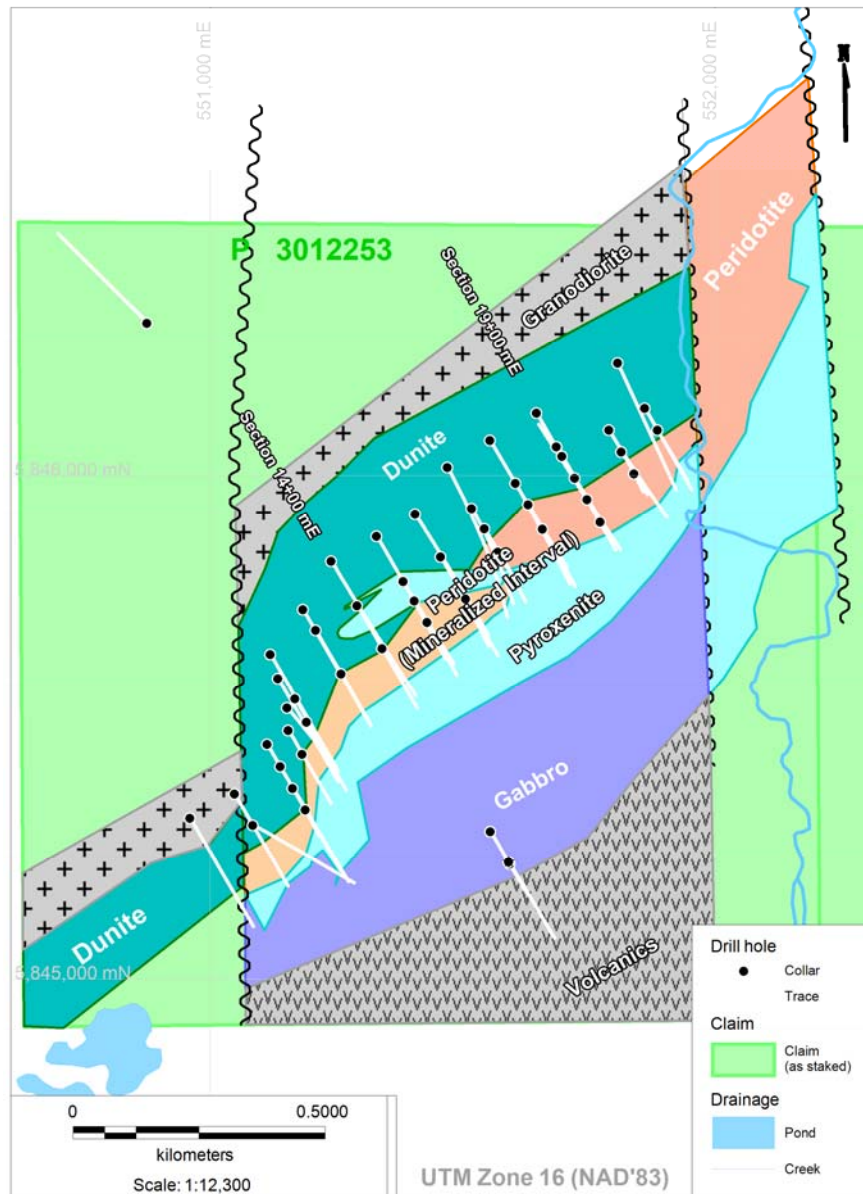 551,000 mE
552,000 mE
N
P 3012253
Peridotite
Section 19+00 mE
Granodiorite
Section 14+00 mE
Dunite
5,848,000 mN
Peridotite
(Mineralized Interval)
Pyroxenite
Gabbro
Dunite
5,845,000 mN
Volcanics
Drill hole
Collar
Trace
Claim
Claim
(as staked)
Drainage
Pond
Creek
0 0.5000
kilometers
Scale: 1:12,300
UTM Zone 16 (NAD'83)